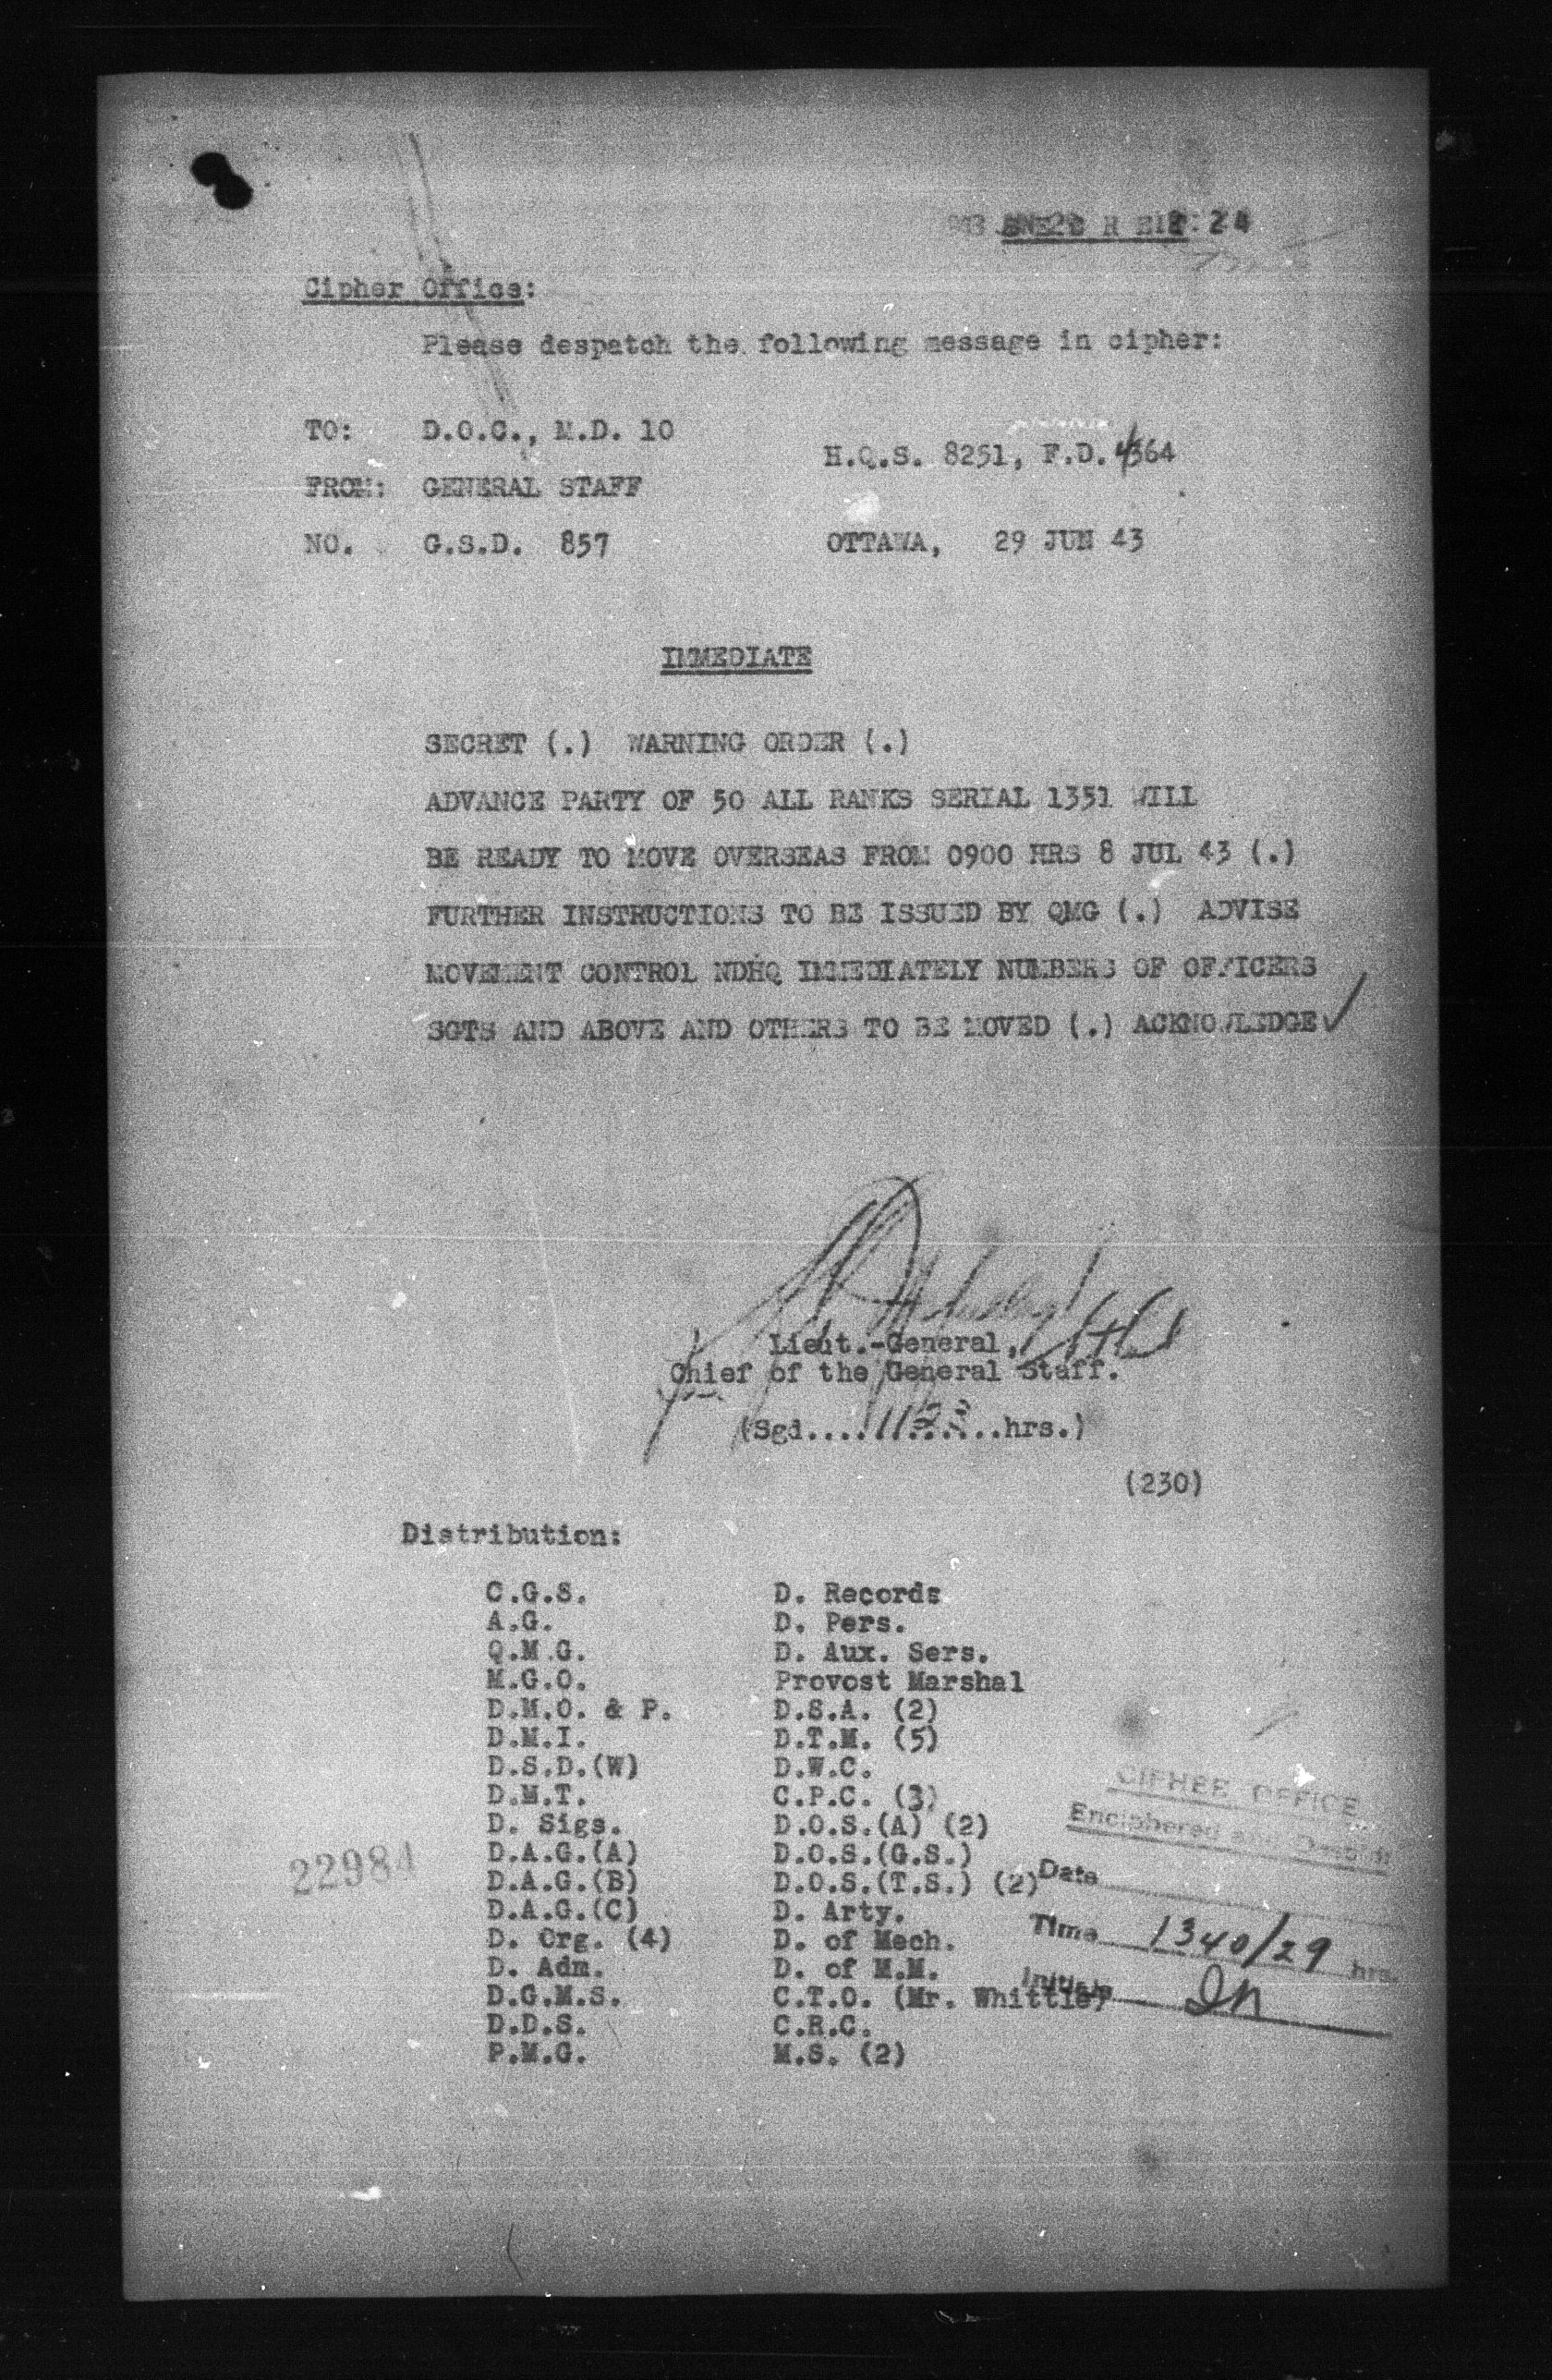 Cipher Office:
Please despatch the following message in cipher:
TO: D.O.C., M.D. 10
H.Q.S. 8251, F.D. 4364
FROM: GENERAL STAFF
NO. G.S.D. 857 OTTAWA, 29 JUN 43
IMMEDIATE
SECRET (.) WARNING ORDER (.)
ADVANCE PARTY OF 50 ALL RANKS SERIAL 1351 WILL
BE READY TO MOVE OVERSEAS FROM 0900 HRS 8 JUL 43 (.)
FURTHER INSTRUCTIONS TO BE ISSUED BY QMG (.) ADVISE
MOVEMENT CONTROL NDHQ IMMEDIATELY NUMBERS OF OFFICERS
SGTS AND ABOVE AND OTHERS TO BE MOVED (.) ACKNOWLEDGE
Lieut.-General,
Chief of the General Staff.
(Sgd....1123...hrs.)
(230)
Distribution:
C.G.S. D. Records
A.G. D. Pers.
Q.M.G. D. Aux. Sers.
M.G.O. Provost Marshal
D.M.O. & P. D.S.A. (2)
D.M.I. D.T.M. (5)
D.S.D.(W) D.W.C.
D.M.T. C.P.C. (3)
D. Sigs. D.O.S.(A) (2)
D.A.G.(A) D.O.S.(G.S.)
D.A.G.(B) D.O.S.(T.S.) (2)
D.A.G.(C) D. Arty.
D. Org. (4) D. of Mech.
D. Adm. D. of M.M.
D.G.M.S. C.T.O. (Mr. Whittle)
D.D.S. C.R.C.
P.M.G. M.S. (2)
22984
CIPHER OFFICE
Enciphered
Date
Time 1340/29 hrs.
Initials